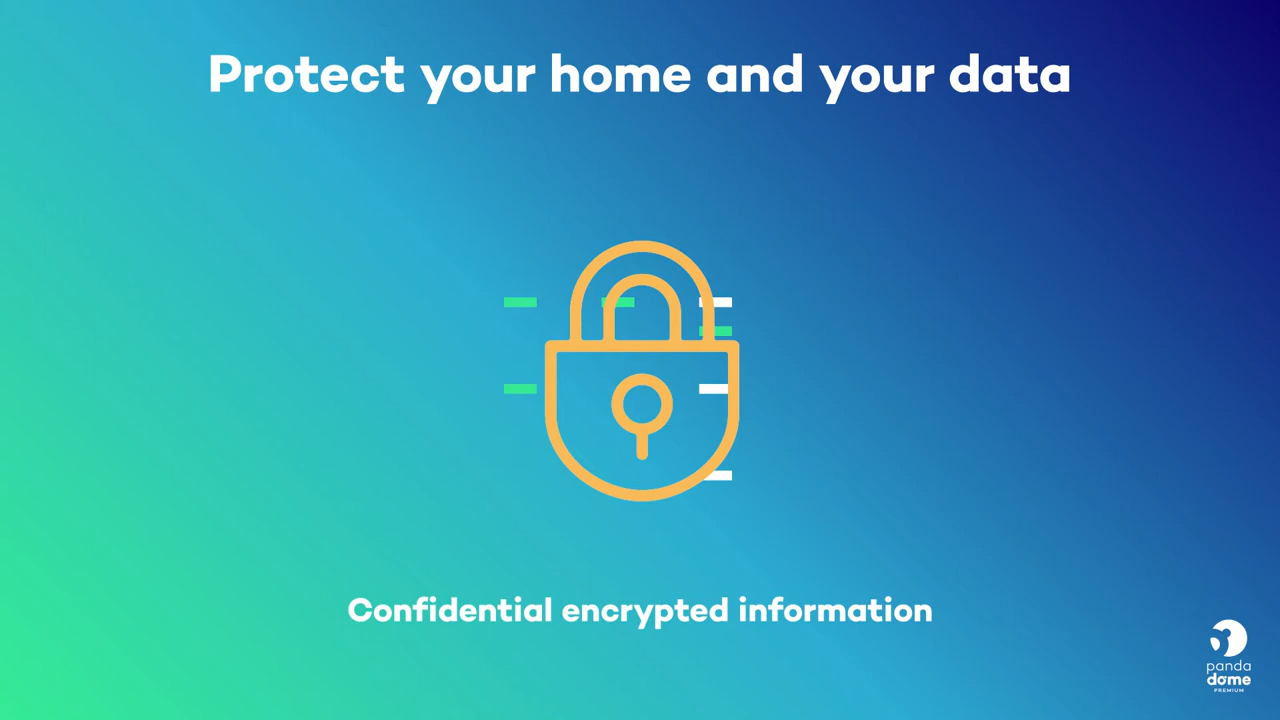 Protect your home and your data
Confidential encrypted information
panda
dome
PREMIUM